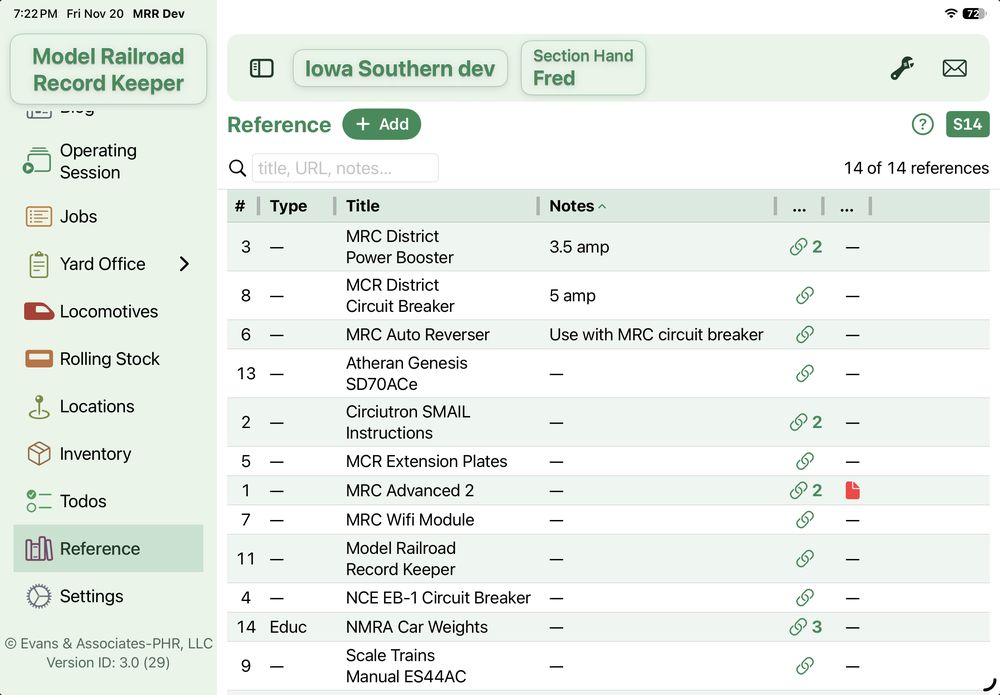 7:22 PM Fri Nov 20 MRR Dev
72
Model Railroad
Record Keeper
Iowa Southern dev
Section Hand
Fred
Blog
Operating
Session
Jobs
Yard Office
Locomotives
Rolling Stock
Locations
Inventory
Todos
Reference
Settings
© Evans & Associates-PHR, LLC
Version ID: 3.0 (29)
Reference
+ Add
? S14
title, URL, notes...
14 of 14 references
# Type Title Notes ... ...
3 — MRC District
Power Booster 3.5 amp 2 —
8 — MCR District
Circuit Breaker 5 amp —
6 — MRC Auto Reverser Use with MRC circuit breaker —
13 — Atheran Genesis
SD70ACe — —
2 — Circiutron SMAIL
Instructions — 2 —
5 — MCR Extension Plates — —
1 — MRC Advanced 2 — 2
7 — MRC Wifi Module — —
11 — Model Railroad
Record Keeper — —
4 — NCE EB-1 Circuit Breaker — —
14 Educ NMRA Car Weights — 3 —
9 — Scale Trains
Manual ES44AC — —